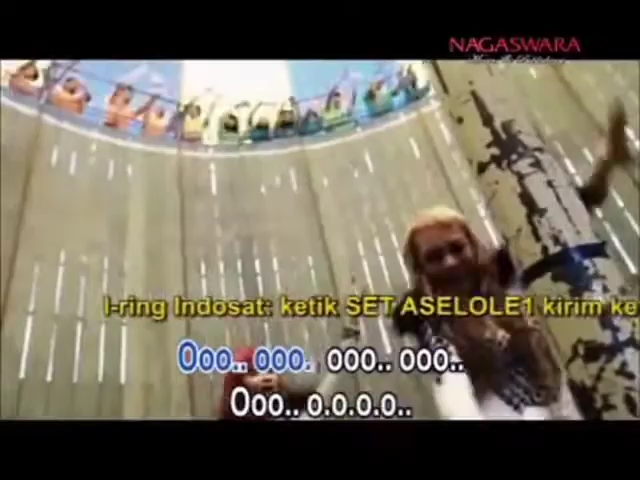 NAGASWARA
I-ring Indosat: ketik SET ASELOLE1 kirim ke
Ooo.. ooo. ooo.. ooo..
Ooo.. o.o.o.o..